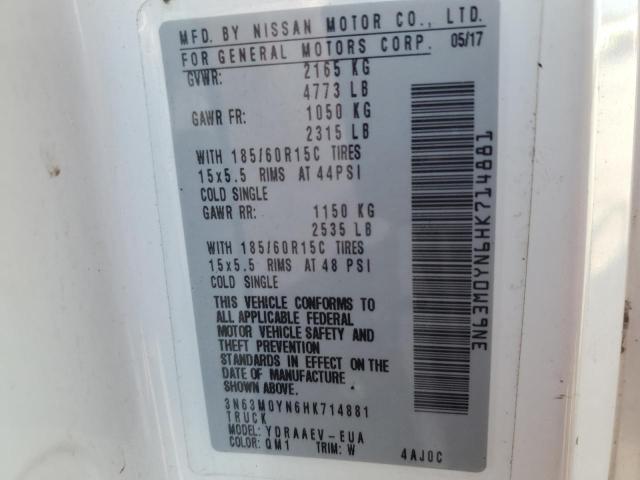 MFD. BY NISSAN MOTOR CO., LTD.
FOR GENERAL MOTORS CORP. 05/17
GVWR: 2165 KG
4773 LB
GAWR FR: 1050 KG
2315 LB
WITH 185/60R15C TIRES
15x5.5 RIMS AT 44PSI
COLD SINGLE
GAWR RR: 1150 KG
2535 LB
WITH 185/60R15C TIRES
15x5.5 RIMS AT 48 PSI
COLD SINGLE
THIS VEHICLE CONFORMS TO
ALL APPLICABLE FEDERAL
MOTOR VEHICLE SAFETY AND
THEFT PREVENTION
STANDARDS IN EFFECT ON THE
DATE OF MANUFACTURE
SHOWN ABOVE.
3N63M0YN6HK714881
TRUCK
MODEL: YDRAAEV-EUA
COLOR: QM1 TRIM: W 4AJ0C
3N63M0YN6HK714881